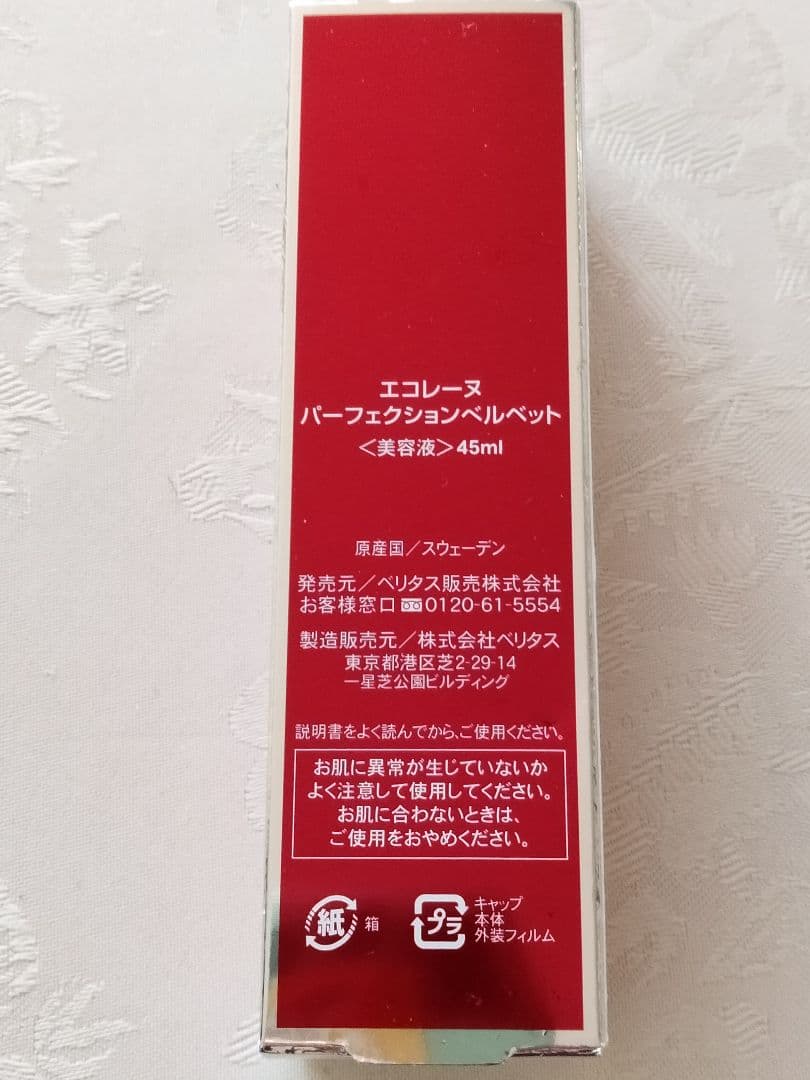 エコレーヌ
パーフェクションベルベット
＜美容液＞45ml
原産国／スウェーデン
発売元／ベリタス販売株式会社
お客様窓口 0120-61-5554
製造販売元／株式会社ベリタス
東京都港区芝2-29-14
一星芝公園ビルディング
説明書をよく読んでから、ご使用ください。
お肌に異常が生じていないか
よく注意して使用してください。
お肌に合わないときは、
ご使用をおやめください。
紙 箱
プラ キャップ
本体
外装フィルム